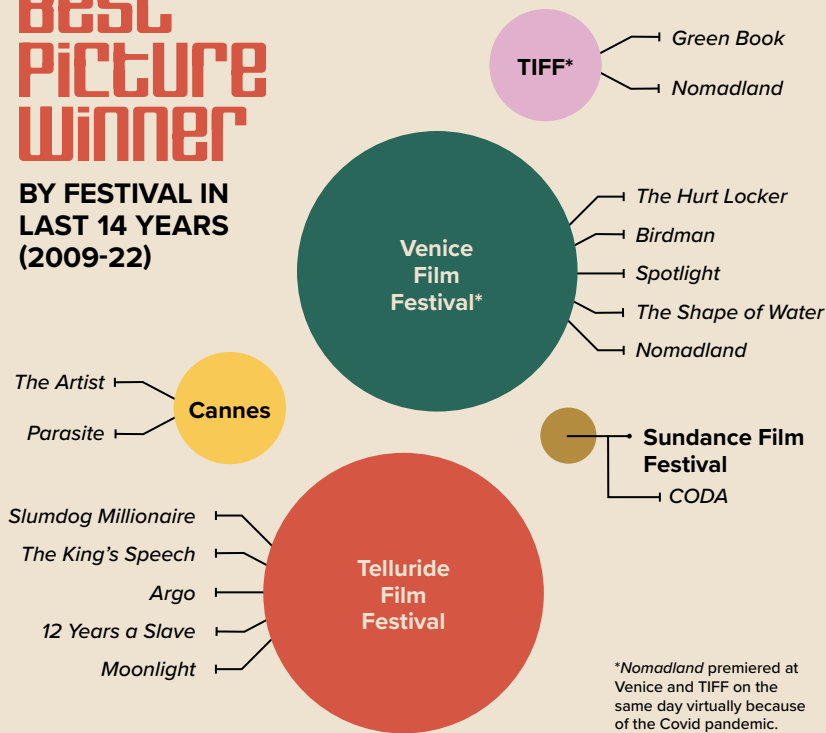 Best
Picture
Winner
BY FESTIVAL IN
LAST 14 YEARS
(2009-22)
TIFF*
Green Book
Nomadland
Venice
Film
Festival*
The Hurt Locker
Birdman
Spotlight
The Shape of Water
Nomadland
Cannes
The Artist
Parasite
Sundance Film
Festival
CODA
Telluride
Film
Festival
Slumdog Millionaire
The King's Speech
Argo
12 Years a Slave
Moonlight
*Nomadland premiered at
Venice and TIFF on the
same day virtually because
of the Covid pandemic.